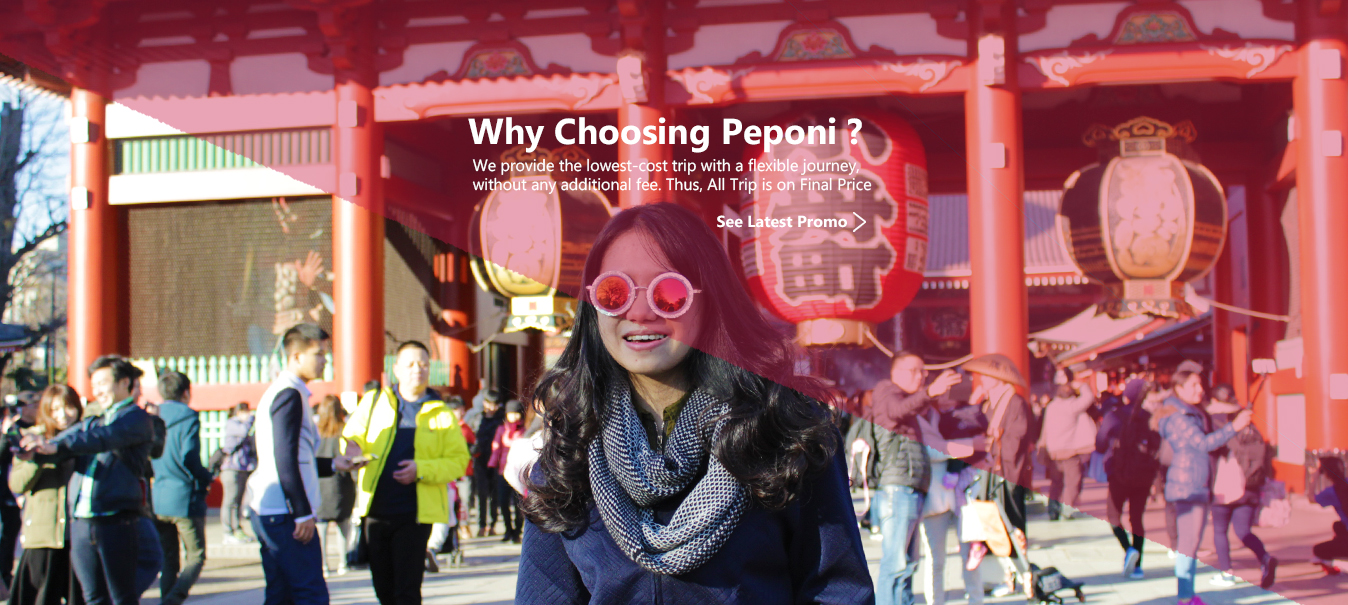 Why Choosing Peponi ?
We provide the lowest-cost trip with a flexible journey,
without any additional fee. Thus, All Trip is on Final Price
See Latest Promo